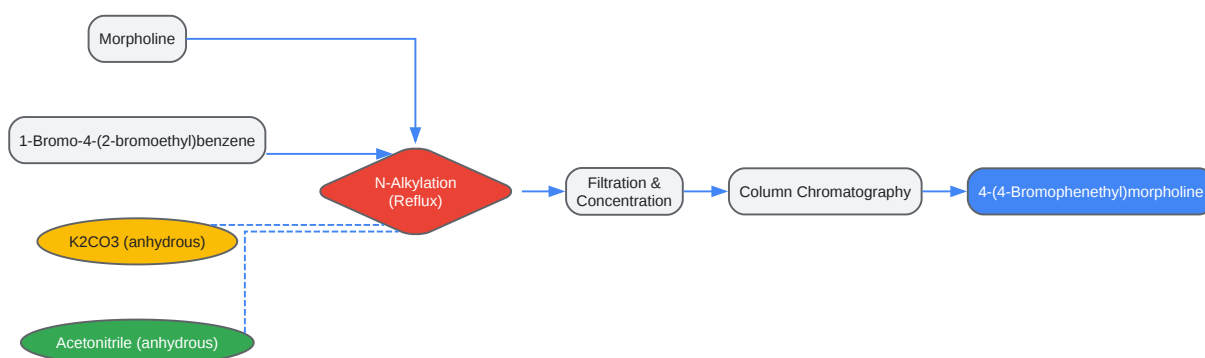 Morpholine
1-Bromo-4-(2-bromoethyl)benzene
N-Alkylation
(Reflux)
Filtration &
Concentration
Column Chromatography
4-(4-Bromophenethyl)morpholine
K2CO3 (anhydrous)
Acetonitrile (anhydrous)